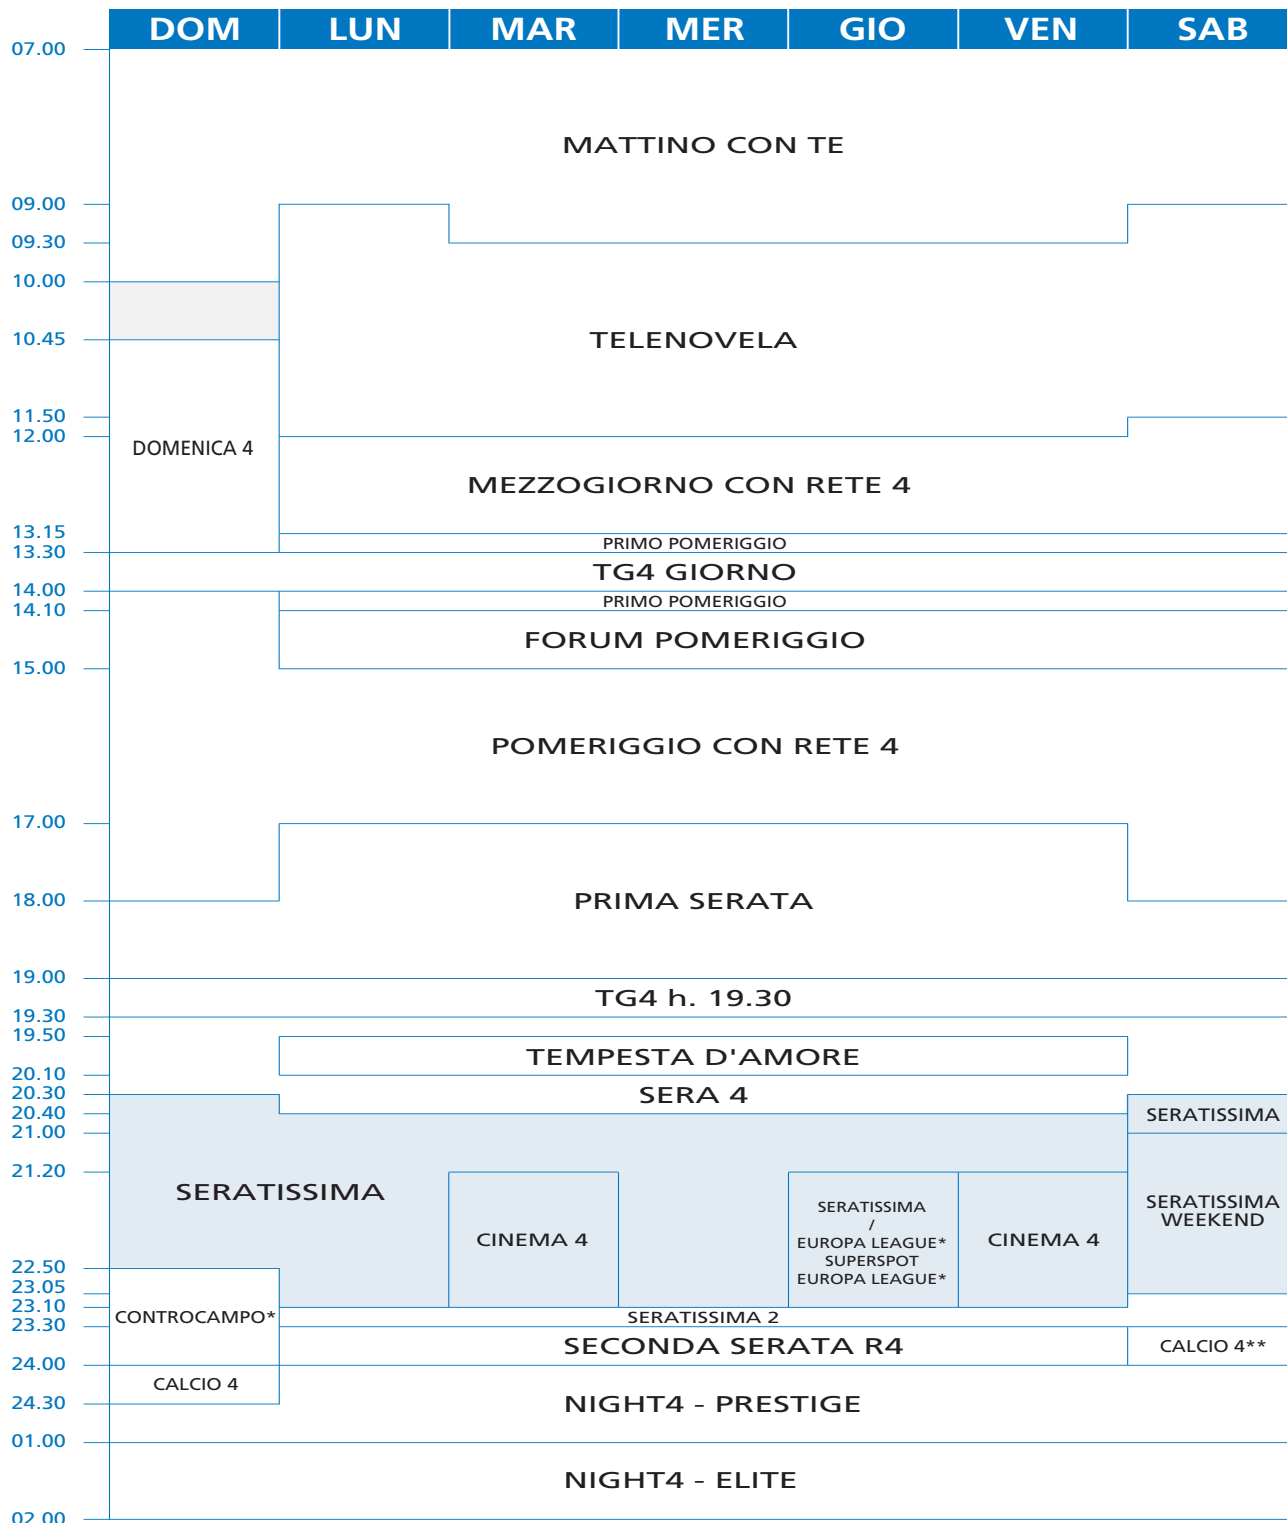 DOM LUN MAR MER GIO VEN SAB
07.00
MATTINO CON TE
09.00
09.30
10.00
10.45
TELENOVELA
11.50
12.00
DOMENICA 4
MEZZOGIORNO CON RETE 4
13.15
PRIMO POMERIGGIO
13.30
TG4 GIORNO
14.00
PRIMO POMERIGGIO
14.10
FORUM POMERIGGIO
15.00
POMERIGGIO CON RETE 4
17.00
18.00
PRIMA SERATA
19.00
TG4 h. 19.30
19.30
19.50
TEMPESTA D'AMORE
20.10
20.30
SERA 4
20.40
SERATISSIMA
21.00
21.20
SERATISSIMA
CINEMA 4
SERATISSIMA
/
EUROPA LEAGUE*
SUPERSPOT
EUROPA LEAGUE*
CINEMA 4
SERATISSIMA
WEEKEND
22.50
23.05
23.10
CONTROCAMPO*
SERATISSIMA 2
23.30
SECONDA SERATA R4
CALCIO 4**
24.00
CALCIO 4
24.30
NIGHT4 - PRESTIGE
01.00
NIGHT4 - ELITE
02.00